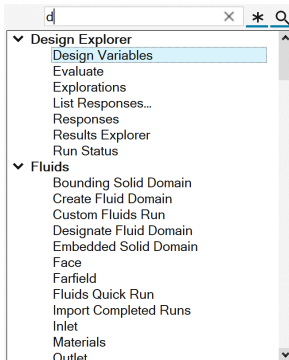 d
Design Explorer
Design Variables
Evaluate
Explorations
List Responses...
Responses
Results Explorer
Run Status
Fluids
Bounding Solid Domain
Create Fluid Domain
Custom Fluids Run
Designate Fluid Domain
Embedded Solid Domain
Face
Farfield
Fluids Quick Run
Import Completed Runs
Inlet
Materials
Outlet